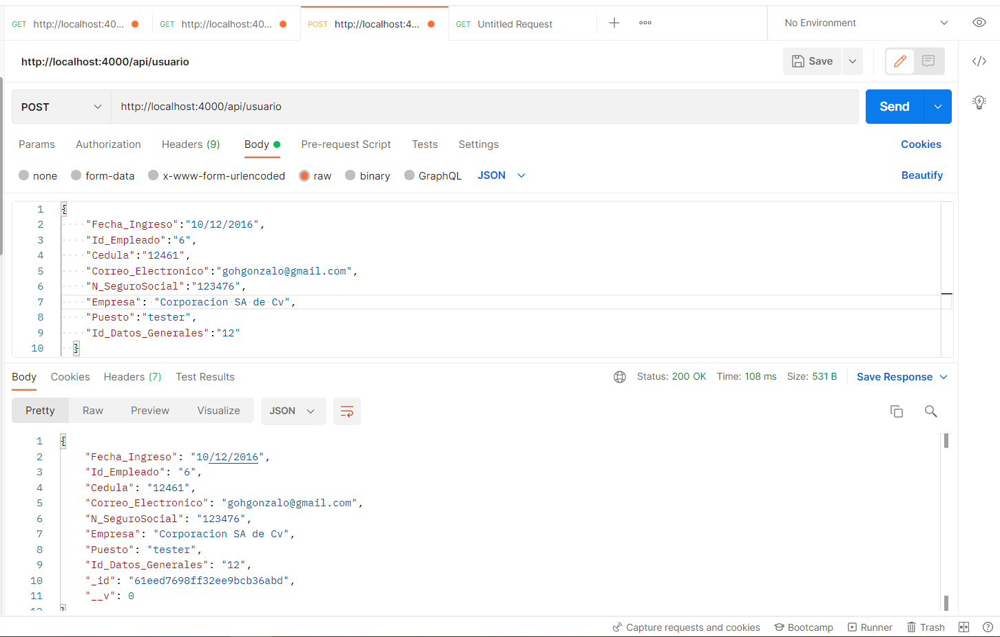 GET http://localhost:40... GET http://localhost:40... POST http://localhost:4... GET Untitled Request ooo No Environment
http://localhost:4000/api/usuario Save </>
POST http://localhost:4000/api/usuario Send
Params Authorization Headers (9) Body Pre-request Script Tests Settings Cookies
none form-data x-www-form-urlencoded raw binary GraphQL JSON Beautify
1 {
2 "Fecha_Ingreso":"10/12/2016",
3 "Id_Empleado":"6",
4 "Cedula":"12461",
5 "Correo_Electronico":"gohgonzalo@gmail.com",
6 "N_SeguroSocial":"123476",
7 "Empresa": "Corporacion SA de Cv",
8 "Puesto":"tester",
9 "Id_Datos_Generales":"12"
10 }
Body Cookies Headers (7) Test Results Status: 200 OK Time: 108 ms Size: 531 B Save Response
Pretty Raw Preview Visualize JSON
1 {
2 "Fecha_Ingreso": "10/12/2016",
3 "Id_Empleado": "6",
4 "Cedula": "12461",
5 "Correo_Electronico": "gohgonzalo@gmail.com",
6 "N_SeguroSocial": "123476",
7 "Empresa": "Corporacion SA de Cv",
8 "Puesto": "tester",
9 "Id_Datos_Generales": "12",
10 "_id": "61eed7698ff32ee9bcb36abd",
11 "__v": 0
12 }
Capture requests and cookies Bootcamp Runner Trash